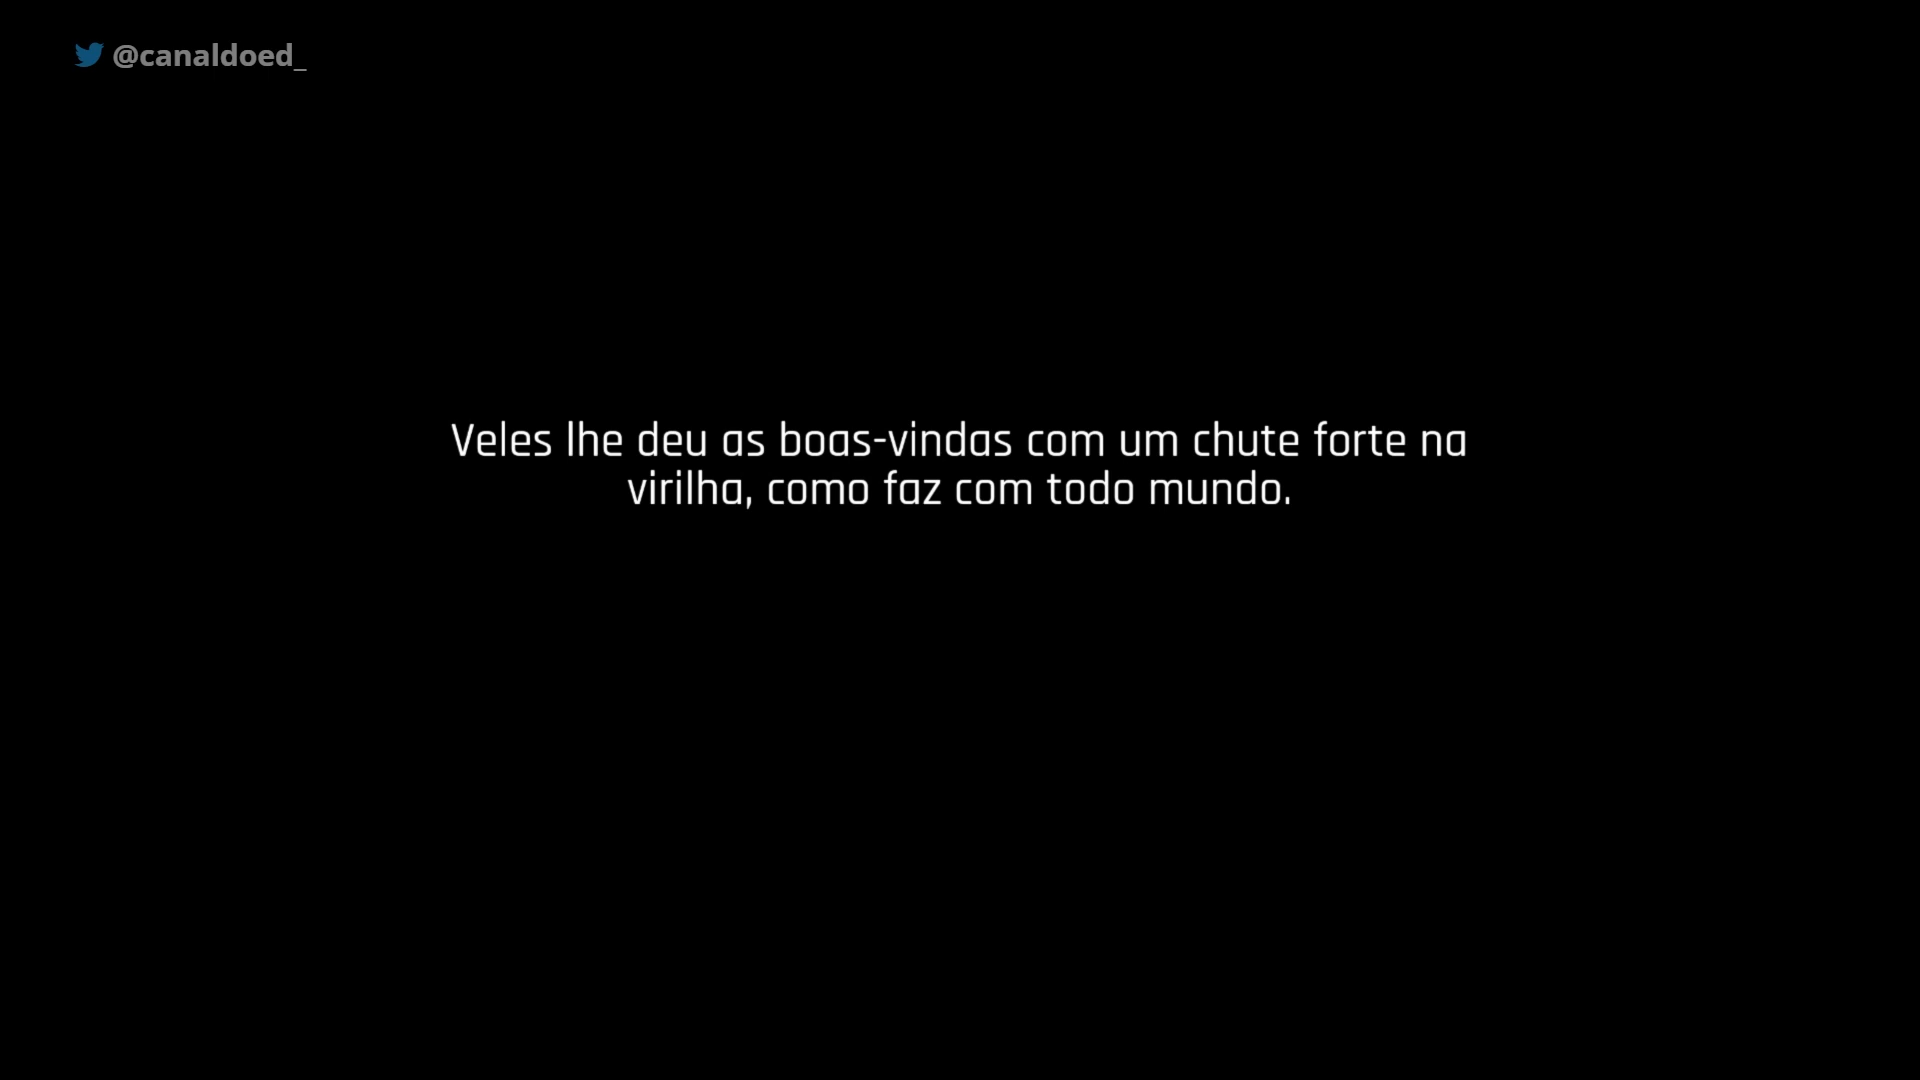 @canaldoed_
Veles lhe deu as boas-vindas com um chute forte na
virilha, como faz com todo mundo.